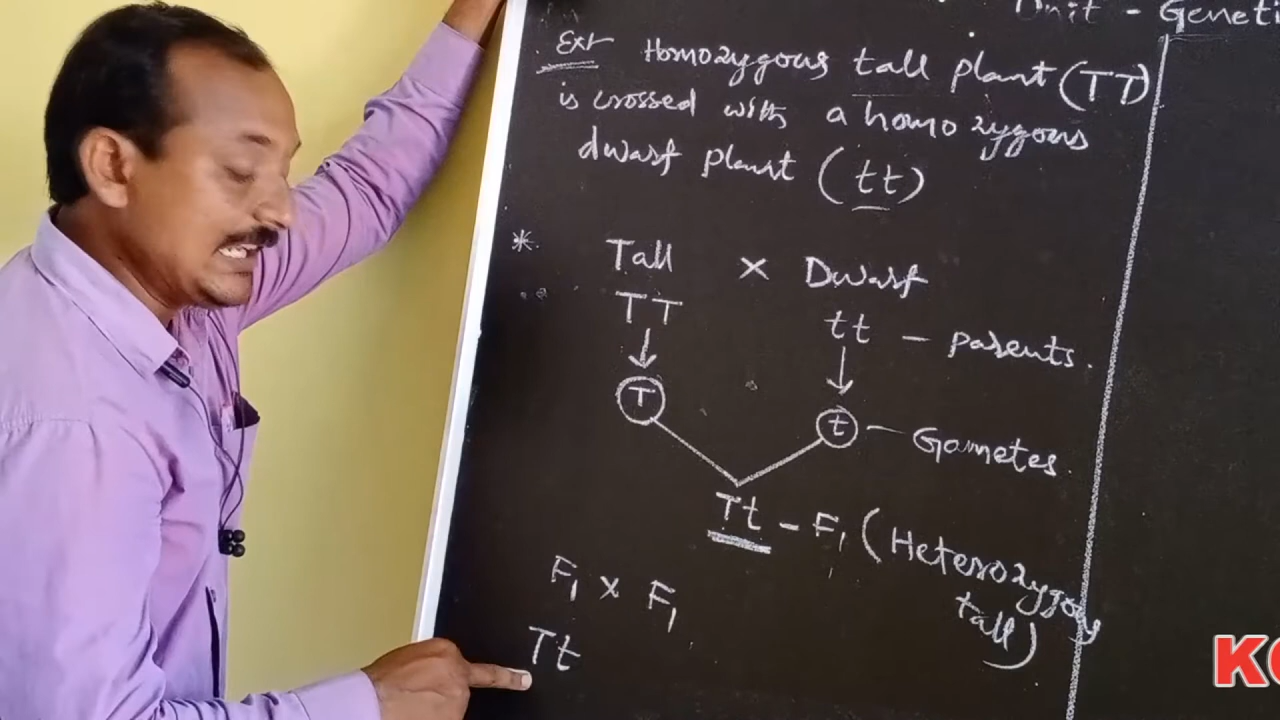 Unit - Geneti
Ex:- Homozygous tall plant (TT)
is crossed with a homozygous
dwarf plant (tt)
* Tall × Dwarf
TT tt - parents.
T t - Gametes
Tt - F1 (Heterozygous
tall)
F1 × F1
Tt
KC